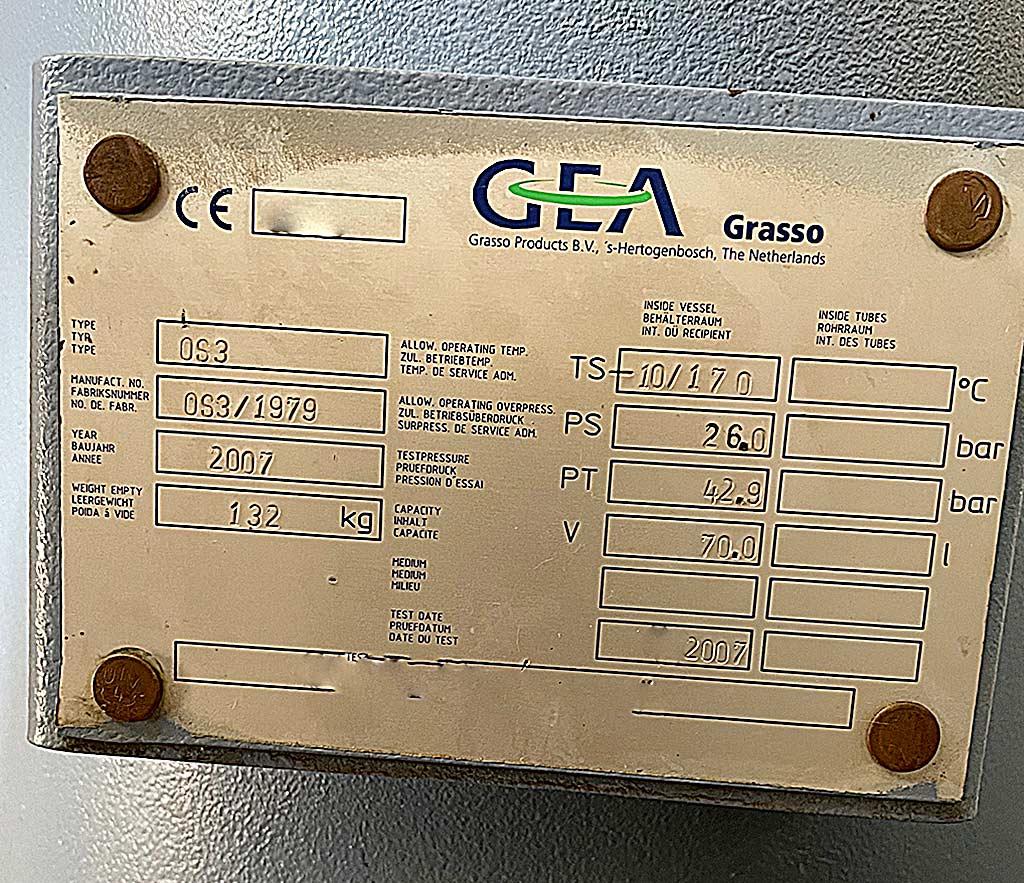 CE
GEA Grasso
Grasso Products B.V., 's-Hertogenbosch, The Netherlands
TYPE
TYP
TYPE
OS3
MANUFACT. NO.
FABRIKSNUMMER
NO. DE. FABR.
OS3/1979
YEAR
BAUJAHR
ANNEE
2007
WEIGHT EMPTY
LEERGEWICHT
POIDA à VIDE
132 kg
INSIDE VESSEL
BEHÄLTERRAUM
INT. DU RECIPIENT
INSIDE TUBES
ROHRRAUM
INT. DES TUBES
ALLOW. OPERATING TEMP.
ZUL. BETRIEBTEMP.
TEMP. DE SERVICE ADM.
TS -10/170 °C
ALLOW. OPERATING OVERPRESS.
ZUL. BETRIEBSÜBERDRUCK
SURPRESS. DE SERVICE ADM.
PS 26.0 bar
TESTPRESSURE
PRUEFDRUCK
PRESSION D'ESSAI
PT 42.9 bar
CAPACITY
INHALT
CAPACITE
V 70.0 l
MEDIUM
MEDIUM
MILIEU
TEST DATE
PRUEFDATUM
DATE DU TEST
2007